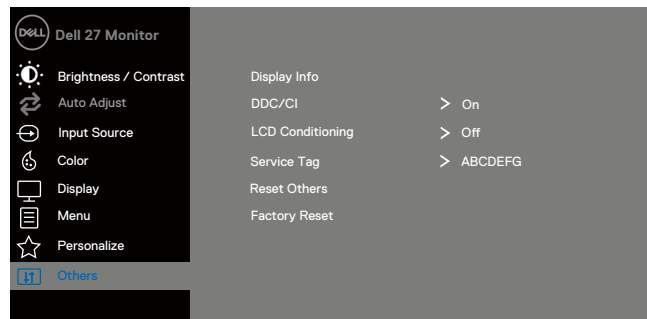 DELL Dell 27 Monitor
Brightness / Contrast Display Info
Auto Adjust DDC/CI > On
Input Source LCD Conditioning > Off
Color Service Tag > ABCDEFG
Display Reset Others
Menu Factory Reset
Personalize
Others